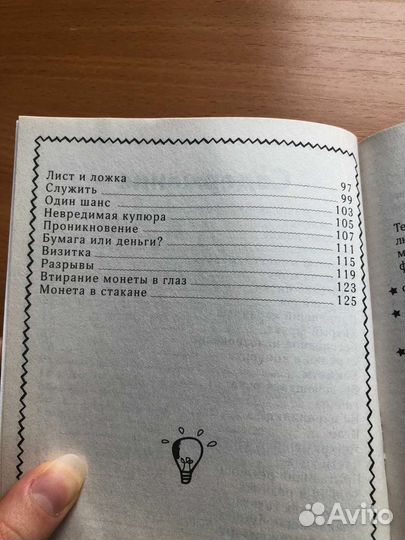 Лист и ложка 97
Служить 99
Один шанс 103
Невредимая купюра 105
Проникновение 107
Бумага или деньги? 111
Визитка 115
Разрывы 119
Втирание монеты в глаз 123
Монета в стакане 125
Avito